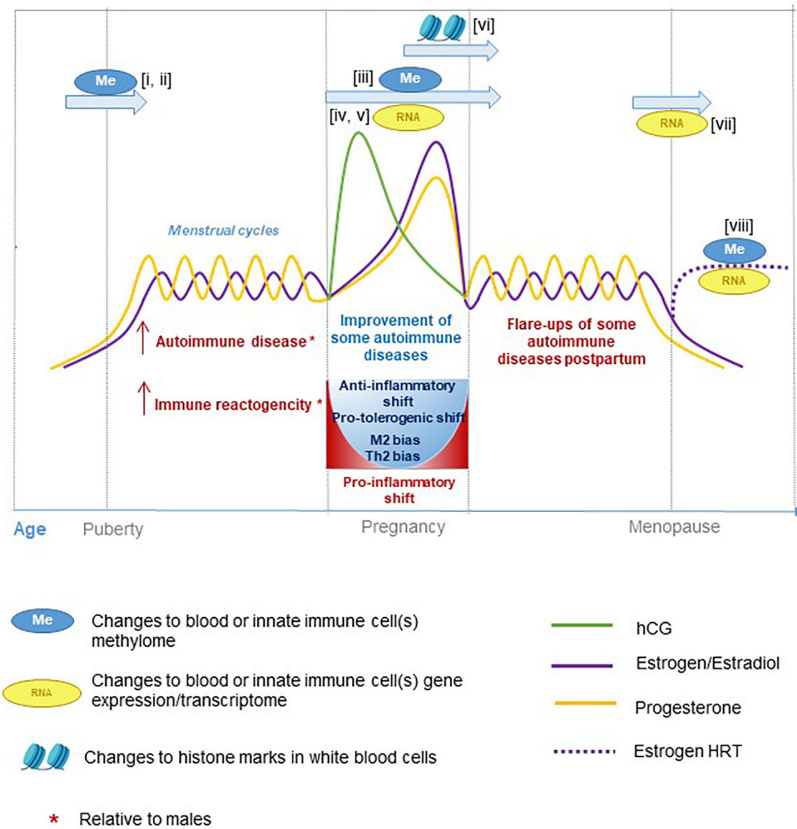 [vi]
Me
[i, ii]
[iii]
Me
[iv, v]
RNA
RNA
[vii]
Menstrual cycles
[viii]
Me
RNA
Autoimmune disease *
Improvement of
some autoimmune
diseases
Flare-ups of some
autoimmune
diseases postpartum
Immune reactogencity *
Anti-inflammatory
shift
Pro-tolerogenic shift
M2 bias
Th2 bias
Pro-inflammatory
shift
Age
Puberty
Pregnancy
Menopause
Me
Changes to blood or innate immune cell(s)
methylome
RNA
Changes to blood or innate immune cell(s) gene
expression/transcriptome
Changes to histone marks in white blood cells
* Relative to males
hCG
Estrogen/Estradiol
Progesterone
Estrogen HRT